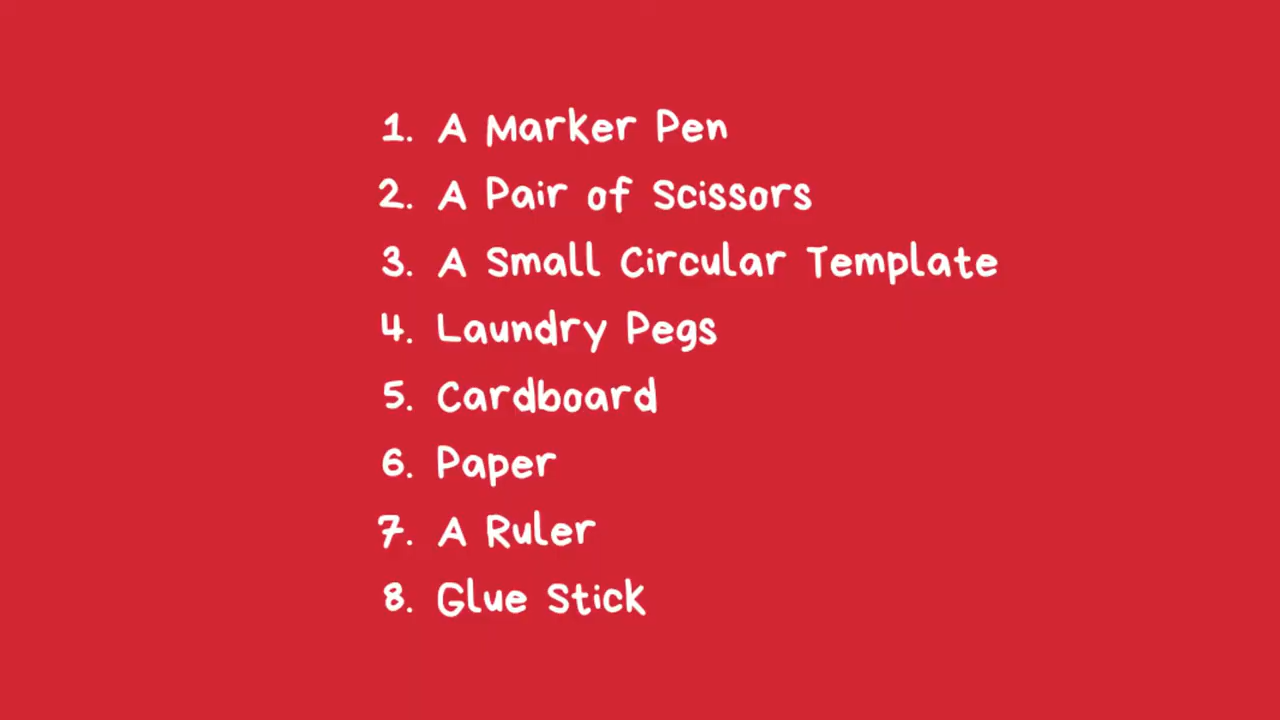 1. A Marker Pen
2. A Pair of Scissors
3. A Small Circular Template
4. Laundry Pegs
5. Cardboard
6. Paper
7. A Ruler
8. Glue Stick